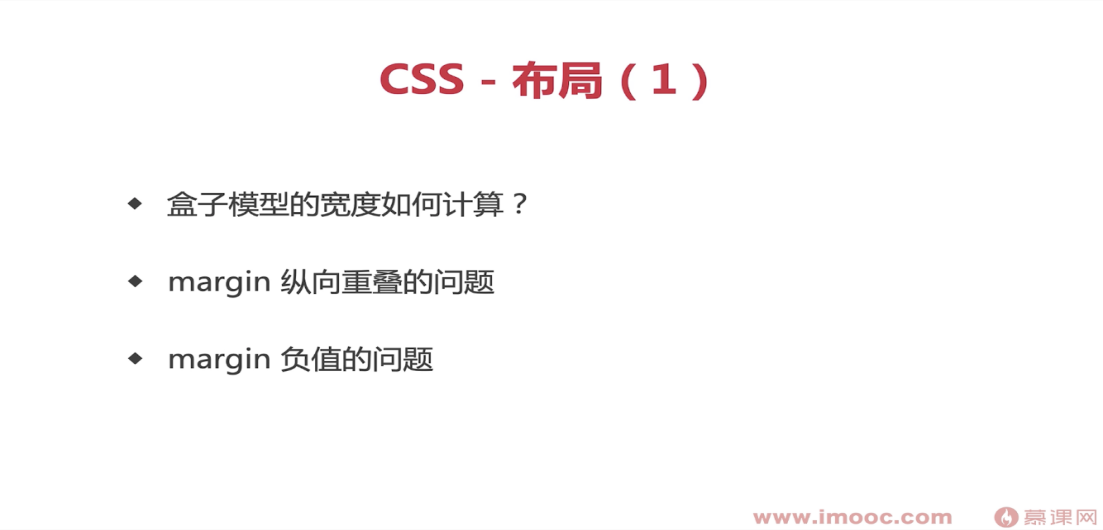 CSS - 布局（1）
盒子模型的宽度如何计算？
margin 纵向重叠的问题
margin 负值的问题
www.imooc.com 慕课网